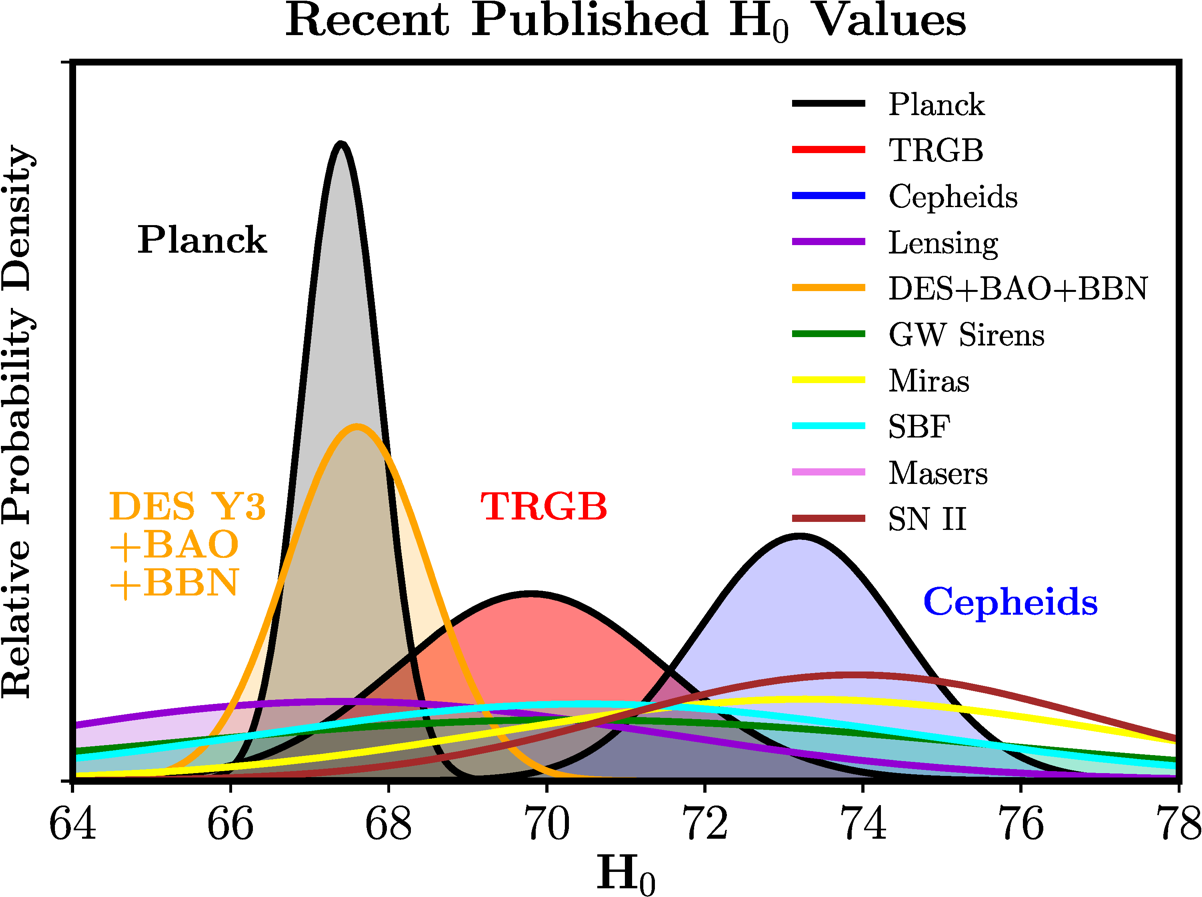 Recent Published H₀ Values
Relative Probability Density
Planck
TRGB
Cepheids
Lensing
DES+BAO+BBN
GW Sirens
Miras
SBF
Masers
SN II
Planck
DES Y3
+BAO
+BBN
TRGB
Cepheids
64 66 68 70 72 74 76 78
H₀